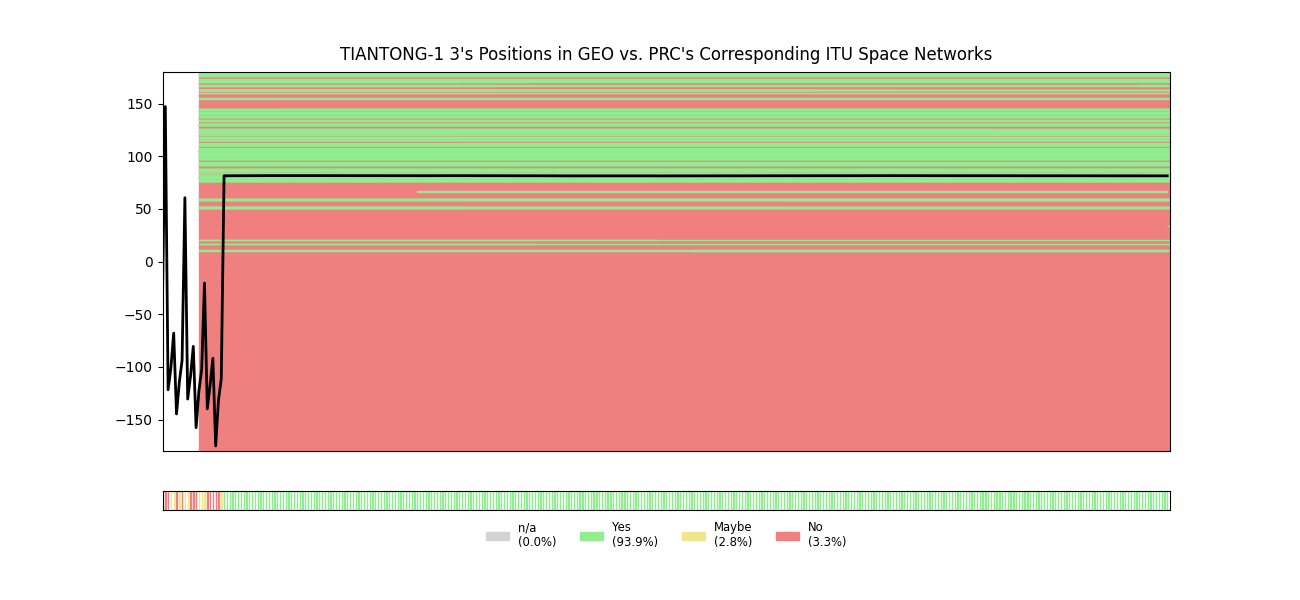 TIANTONG-1 3's Positions in GEO vs. PRC's Corresponding ITU Space Networks
150
100
50
0
−50
−100
−150
n/a
(0.0%)
Yes
(93.9%)
Maybe
(2.8%)
No
(3.3%)